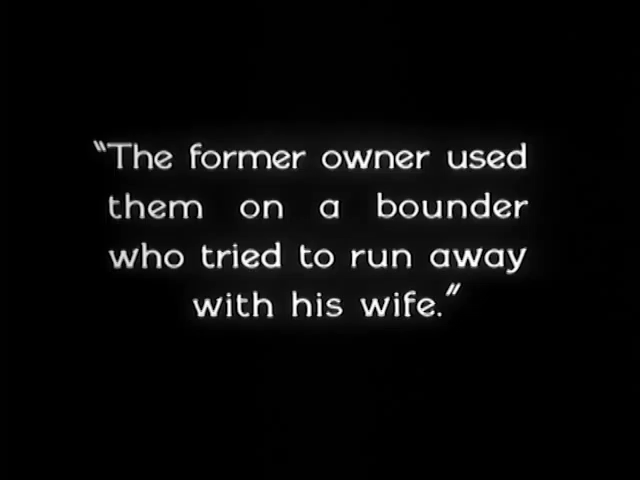 "The former owner used
them on a bounder
who tried to run away
with his wife."